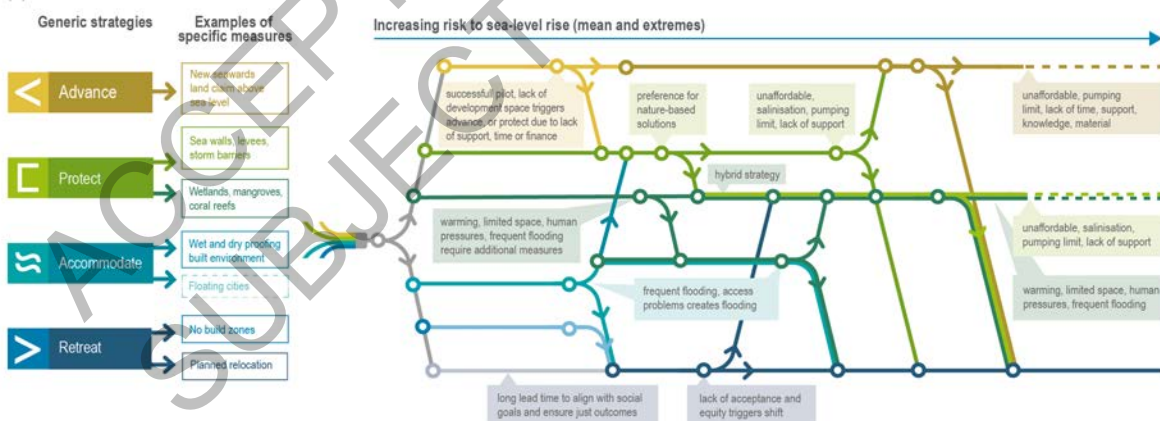 Generic strategies
Examples of
specific measures
Increasing risk to sea-level rise (mean and extremes)
Advance
New seawards
land claim above
sea level
Protect
Sea walls, levees,
storm barriers
Wetlands, mangroves,
coral reefs
Accommodate
Wet and dry proofing
built environment
Floating cities
Retreat
No build zones
Planned relocation
successfull pilot, lack of
development space triggers
advance, or protect due to lack
of support, time or finance
preference for
nature-based
solutions
unaffordable,
salinisation, pumping
limit, lack of support
unaffordable, pumping
limit, lack of time, support,
knowledge, material
hybrid strategy
warming, limited space, human
pressures, frequent flooding
require additional measures
unaffordable, salinisation,
pumping limit, lack of support
frequent flooding, access
problems creates flooding
warming, limited space, human
pressures, frequent flooding
long lead time to align with social
goals and ensure just outcomes
lack of acceptance and
equity triggers shift
ACCEPT
SUBJECT